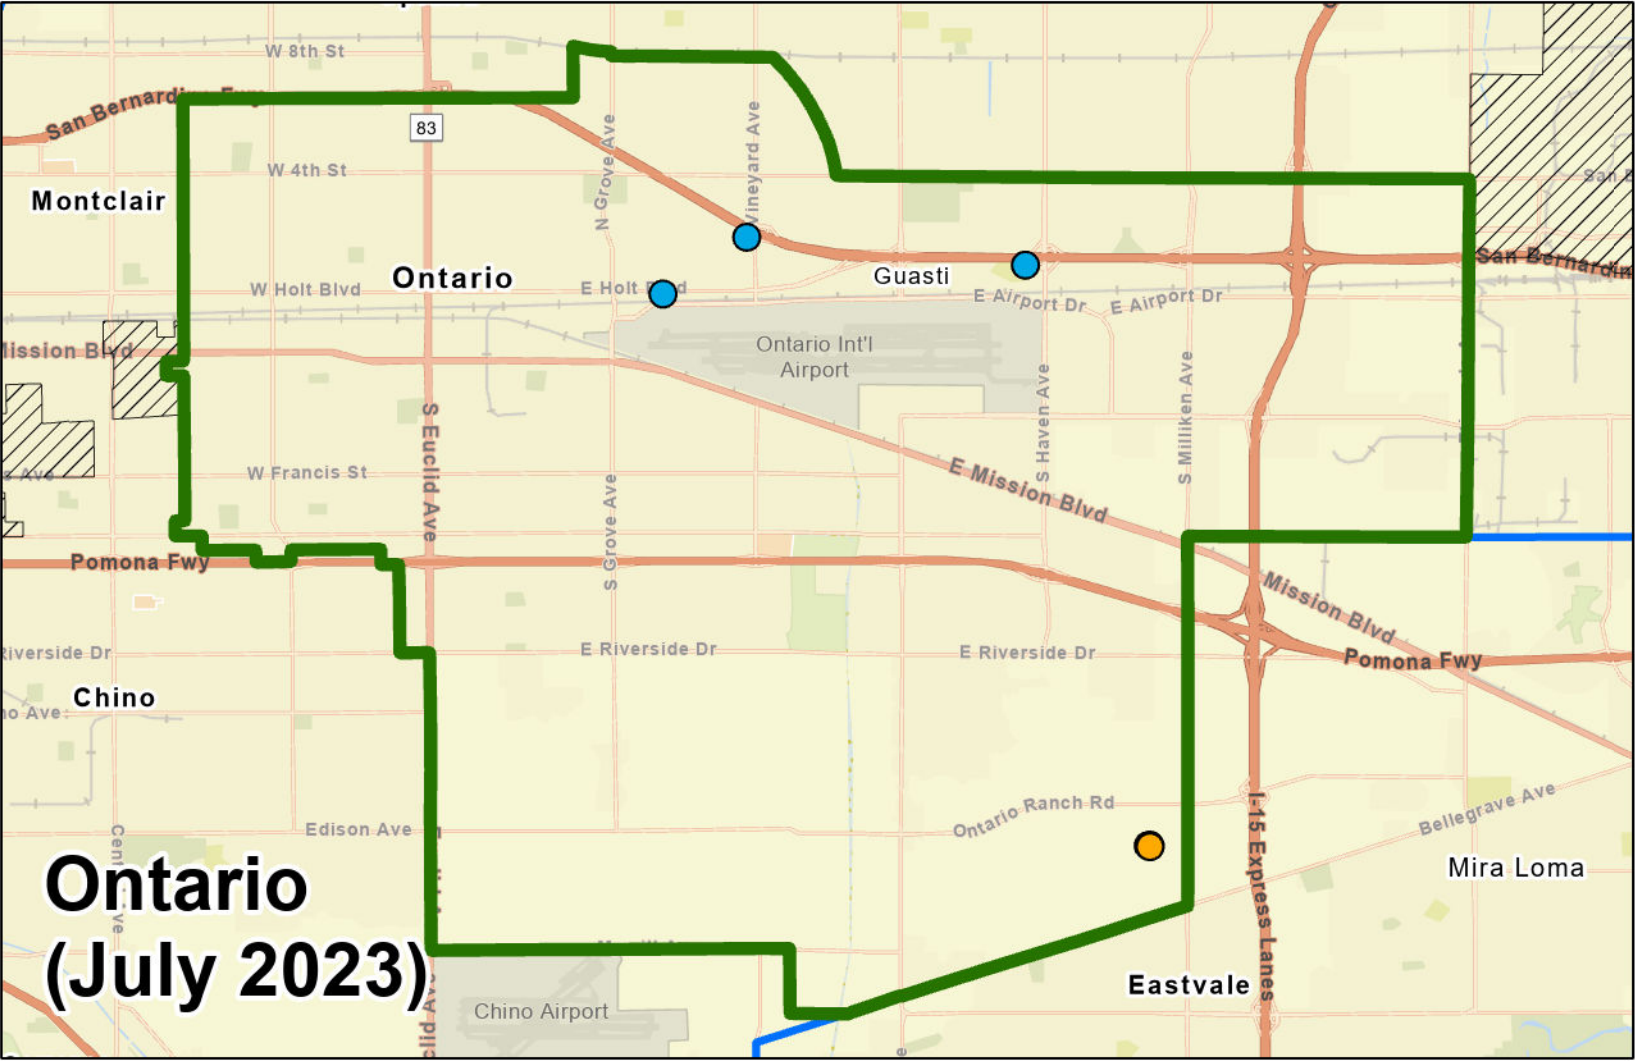 W 8th St
San Bernardino Fwy
83
W 4th St
N Grove Ave
Vineyard Ave
Montclair
Ontario
Guasti
San Bernardin
W Holt Blvd
E Holt Blvd
E Airport Dr
E Airport Dr
Mission Blvd
Ontario Int'l
Airport
S Haven Ave
S Milliken Ave
S Euclid Ave
W Francis St
E Mission Blvd
S Grove Ave
Pomona Fwy
Mission Blvd
Riverside Dr
E Riverside Dr
E Riverside Dr
Pomona Fwy
Chino
Ontario Ranch Rd
I-15 Express Lanes
Bellegrave Ave
Edison Ave
Mira Loma
Ontario
(July 2023)
Eastvale
Chino Airport